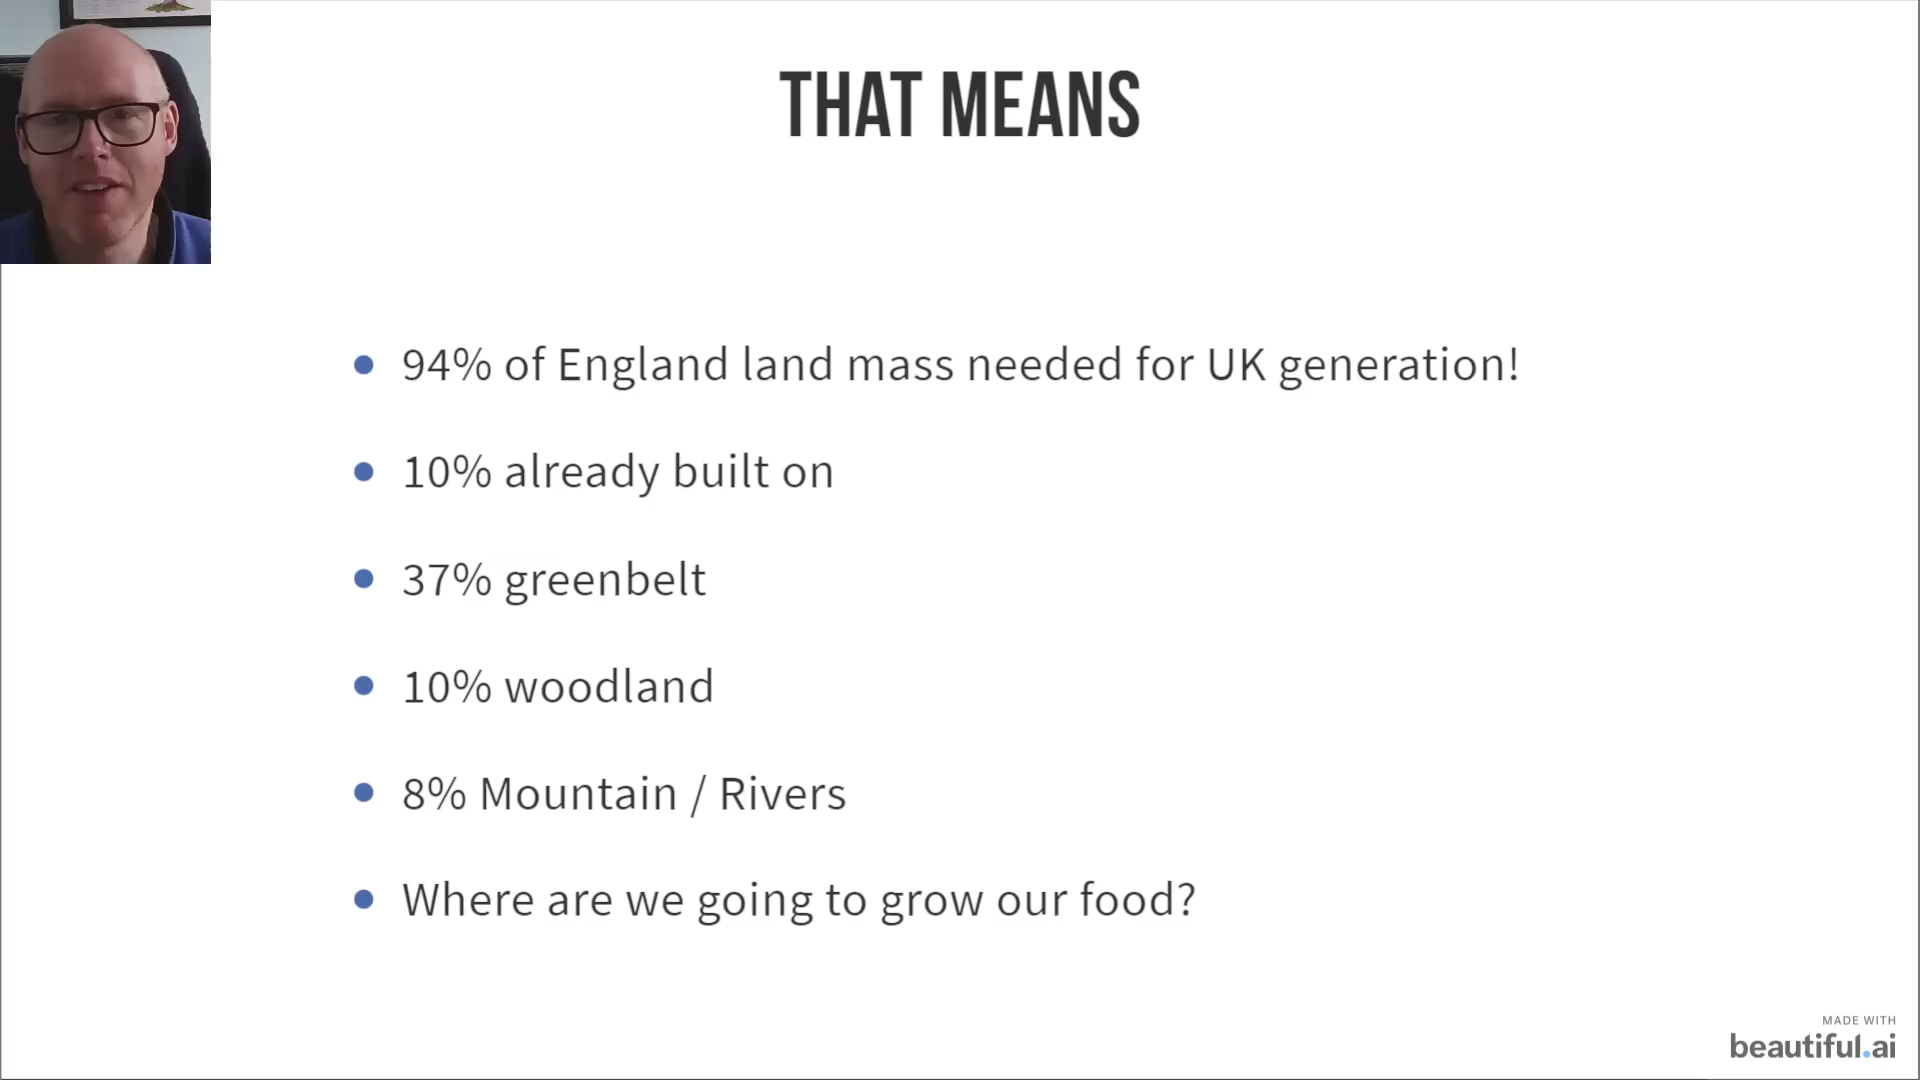 THAT MEANS
94% of England land mass needed for UK generation!
10% already built on
37% greenbelt
10% woodland
8% Mountain / Rivers
Where are we going to grow our food?
MADE WITH
beautiful.ai